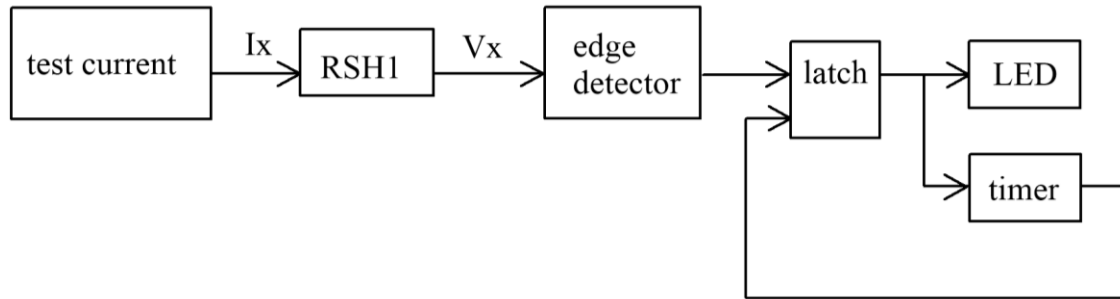 test current
Ix
RSH1
Vx
edge
detector
latch
LED
timer